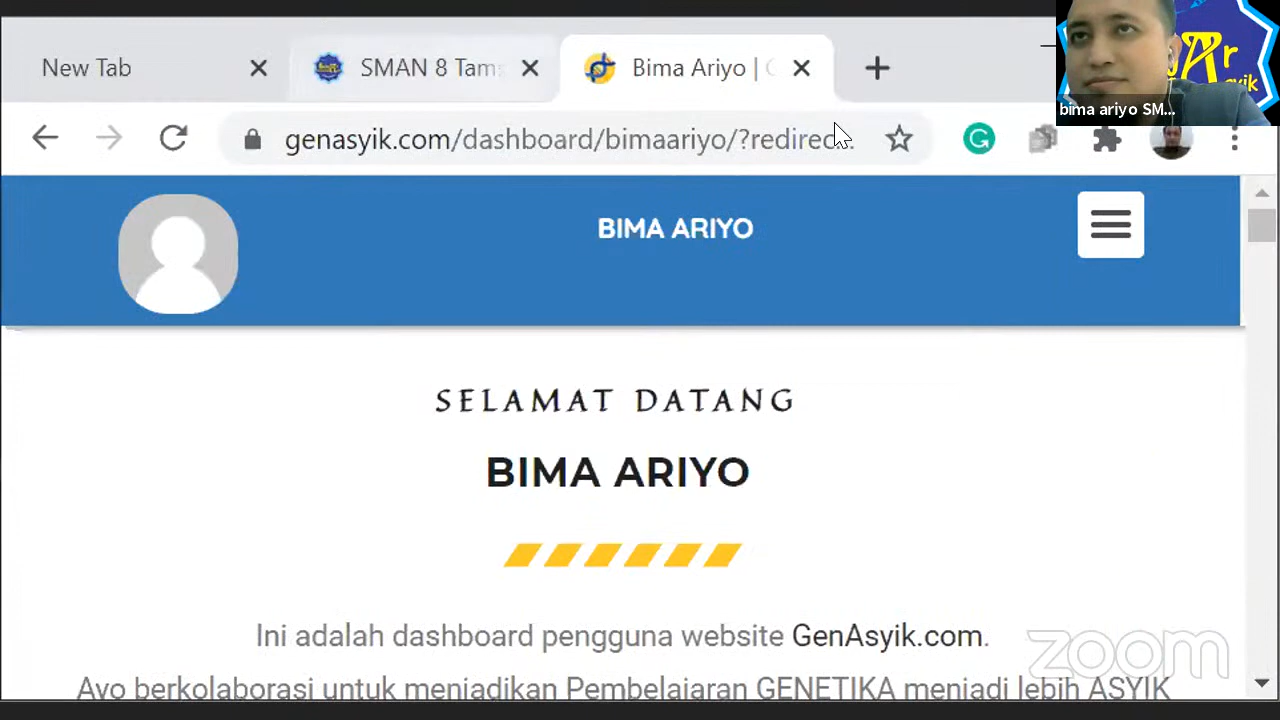 New Tab
SMAN 8 Tam
Bima Ariyo |
bima ariyo SM...
genasyik.com/dashboard/bimaariyo/?redirec...
BIMA ARIYO
SELAMAT DATANG
BIMA ARIYO
Ini adalah dashboard pengguna website GenAsyik.com.
zoom
Ayo berkolaborasi untuk menjadikan Pembelajaran GENETIKA menjadi lebih ASYIK